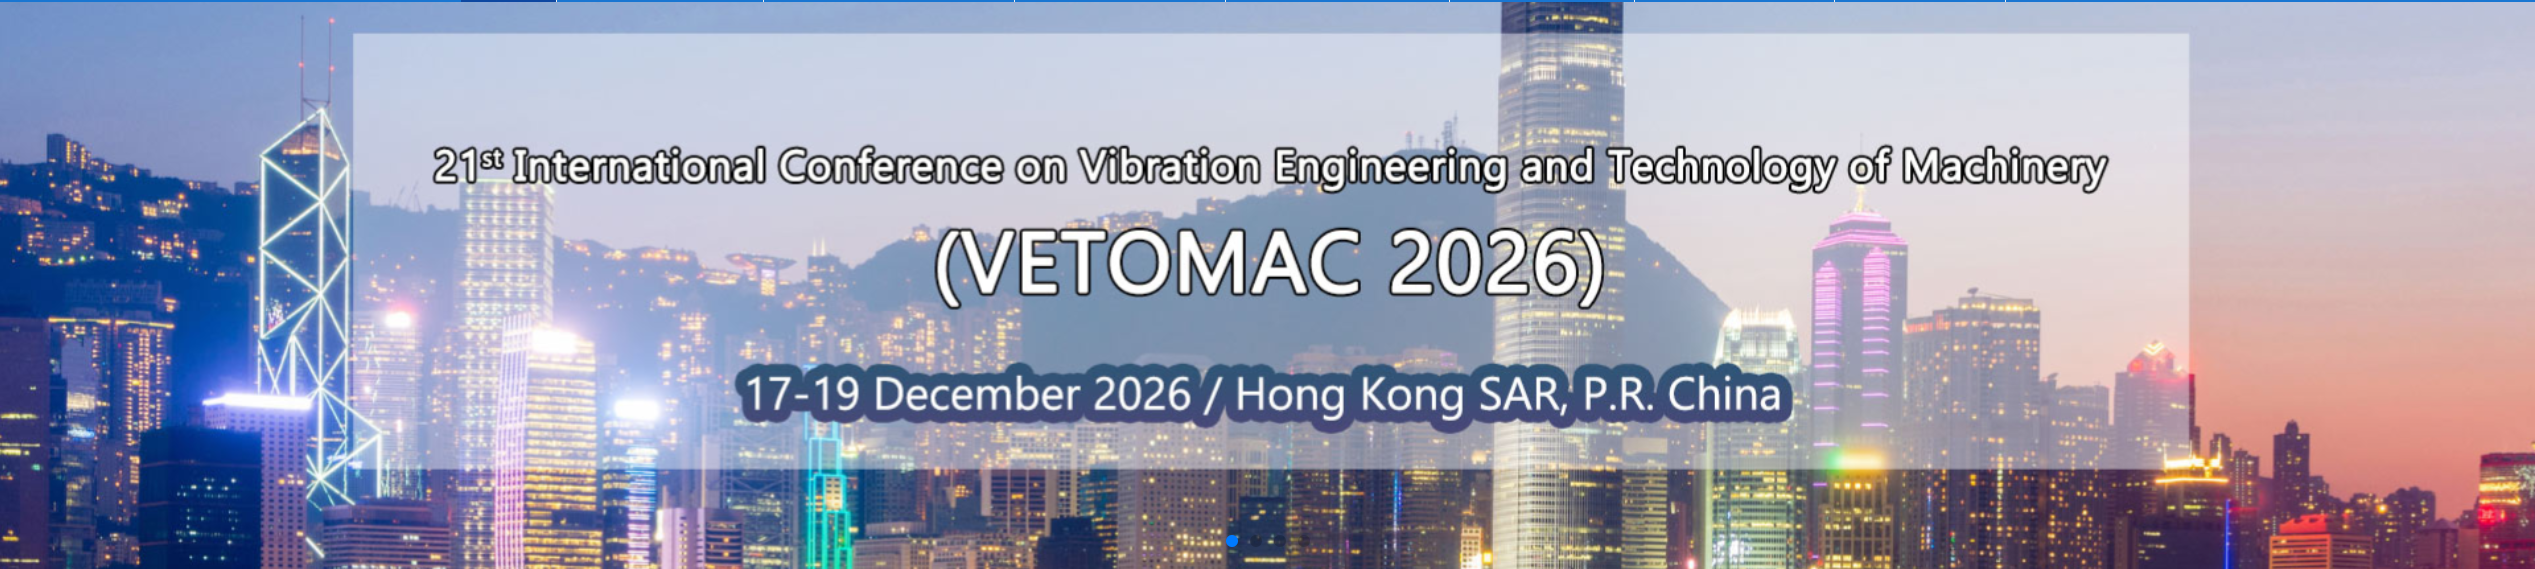 21st International Conference on Vibration Engineering and Technology of Machinery
(VETOMAC 2026)
17-19 December 2026 / Hong Kong SAR, P.R. China